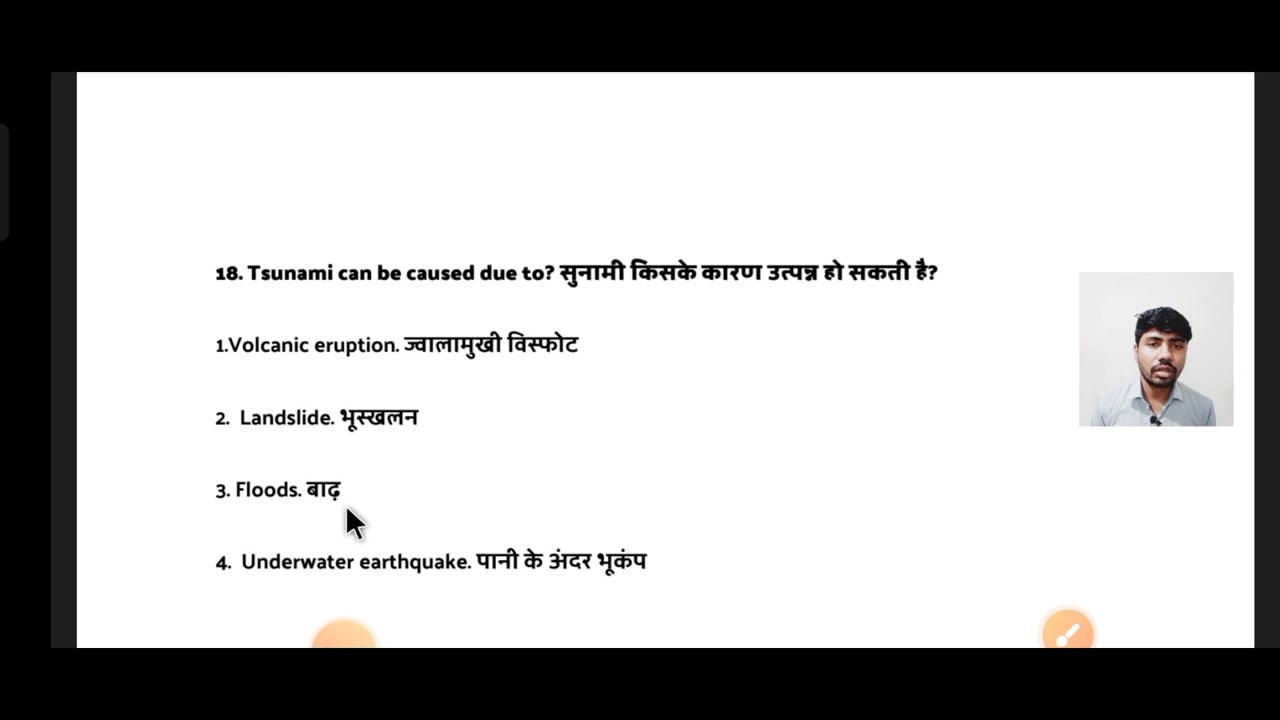 18. Tsunami can be caused due to? सुनामी किसके कारण उत्पन्न हो सकती है?
1.Volcanic eruption. ज्वालामुखी विस्फोट
2. Landslide. भूस्खलन
3. Floods. बाढ़
4. Underwater earthquake. पानी के अंदर भूकंप